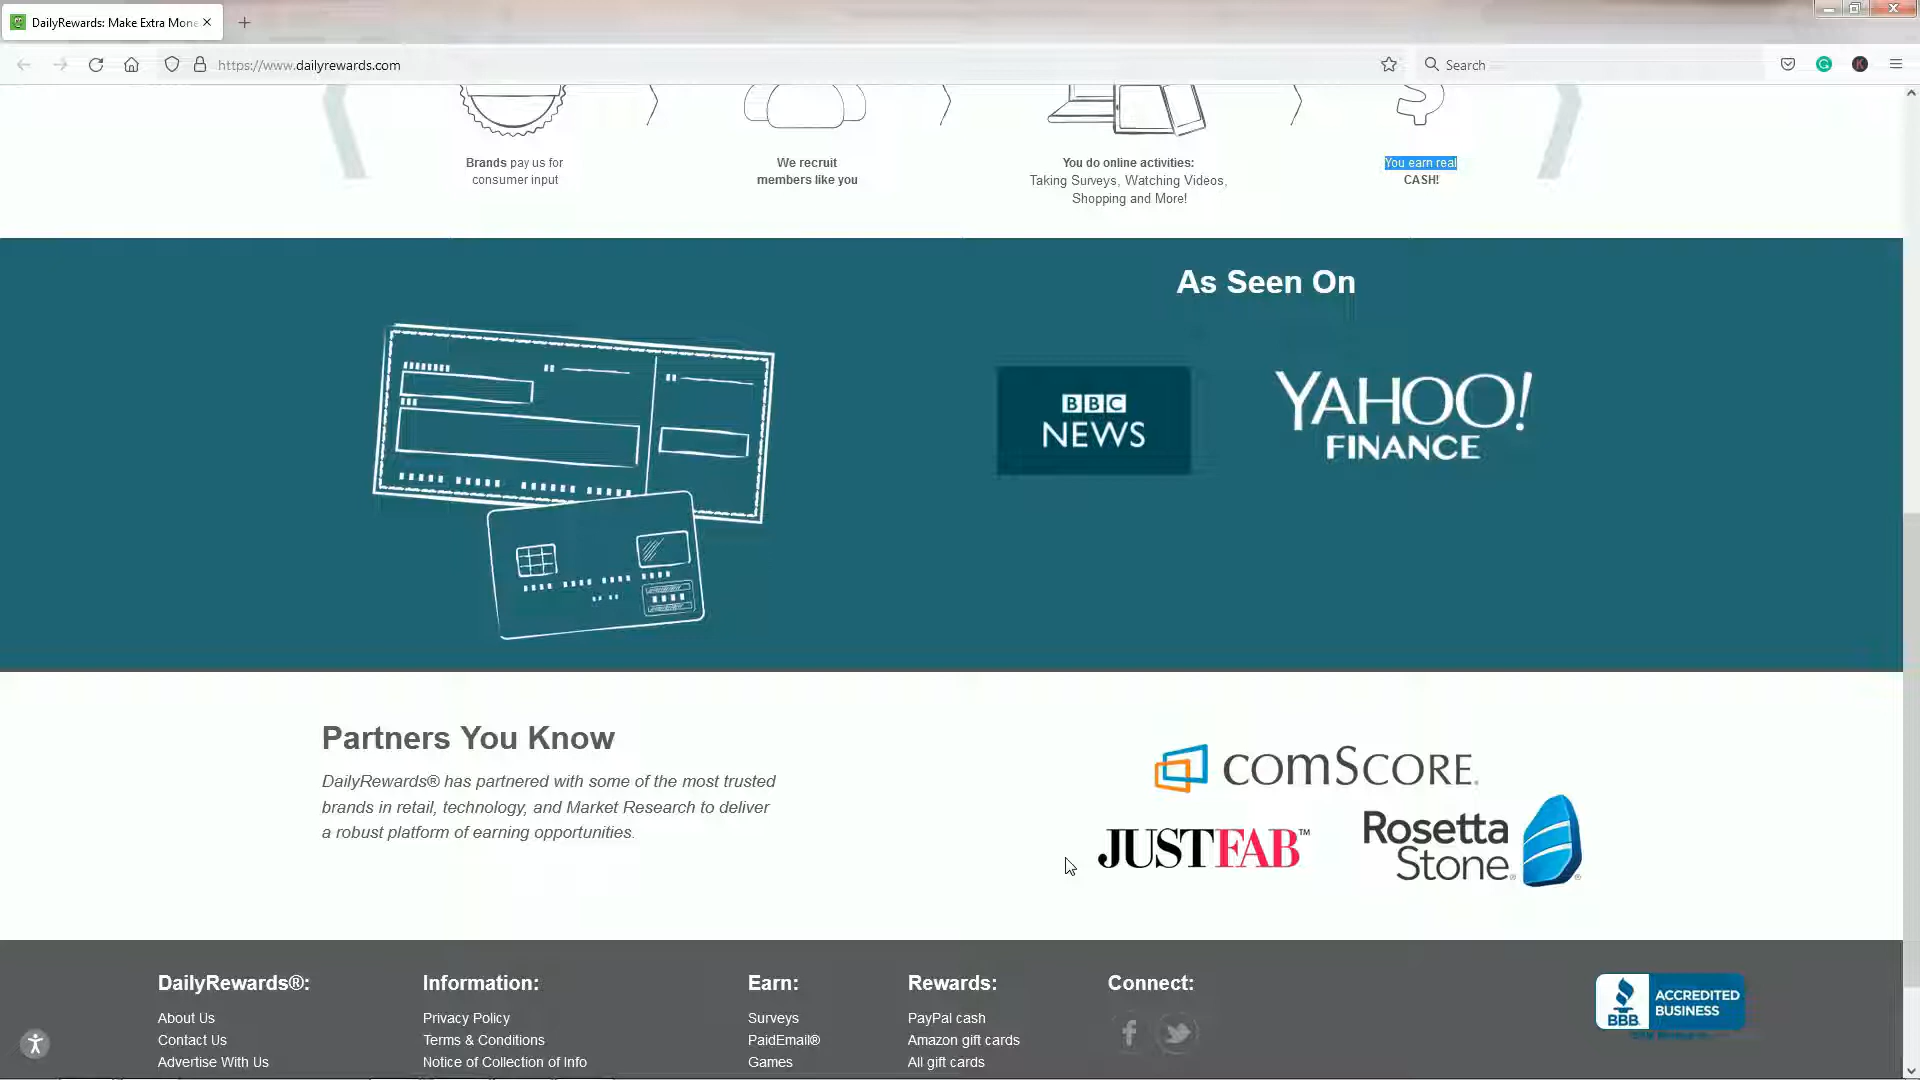 DailyRewards: Make Extra Mone
https://www.dailyrewards.com
Search
Brands pay us for
consumer input
We recruit
members like you
You do online activities:
Taking Surveys, Watching Videos,
Shopping and More!
You earn real
CASH!
As Seen On
BBC
NEWS
YAHOO!
FINANCE
Partners You Know
DailyRewards® has partnered with some of the most trusted
brands in retail, technology, and Market Research to deliver
a robust platform of earning opportunities.
comScore.
JUSTFAB™
Rosetta
Stone®
DailyRewards®:
About Us
Contact Us
Advertise With Us
Information:
Privacy Policy
Terms & Conditions
Notice of Collection of Info
Earn:
Surveys
PaidEmail®
Games
Rewards:
PayPal cash
Amazon gift cards
All gift cards
Connect:
BBB
ACCREDITED
BUSINESS